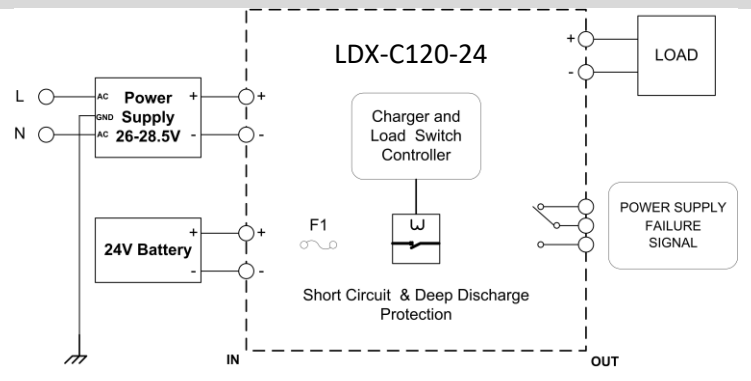 LDX-C120-24
+
-
LOAD
L
AC
Power
+
+
GND
Supply
N
AC
26-28.5V
-
-
Charger and
Load Switch
Controller
+
+
24V Battery
-
-
F1
ω
Short Circuit & Deep Discharge
Protection
POWER SUPPLY
FAILURE
SIGNAL
IN
OUT